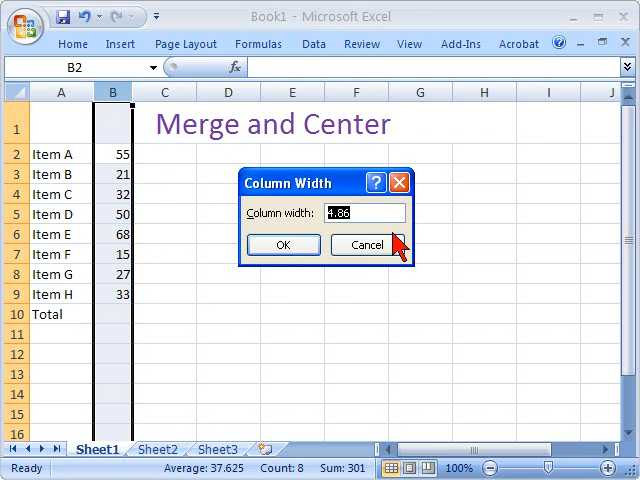 Book1 - Microsoft Excel
Home Insert Page Layout Formulas Data Review View Add-Ins Acrobat
B2 fx
A B C D E F G H I J
1 Merge and Center
2 Item A 55
3 Item B 21
4 Item C 32
5 Item D 50
6 Item E 68
7 Item F 15
8 Item G 27
9 Item H 33
10 Total
11
12
13
14
15
16
Column Width
Column width: 4.86
OK Cancel
Sheet1 Sheet2 Sheet3
Ready Average: 37.625 Count: 8 Sum: 301 100%